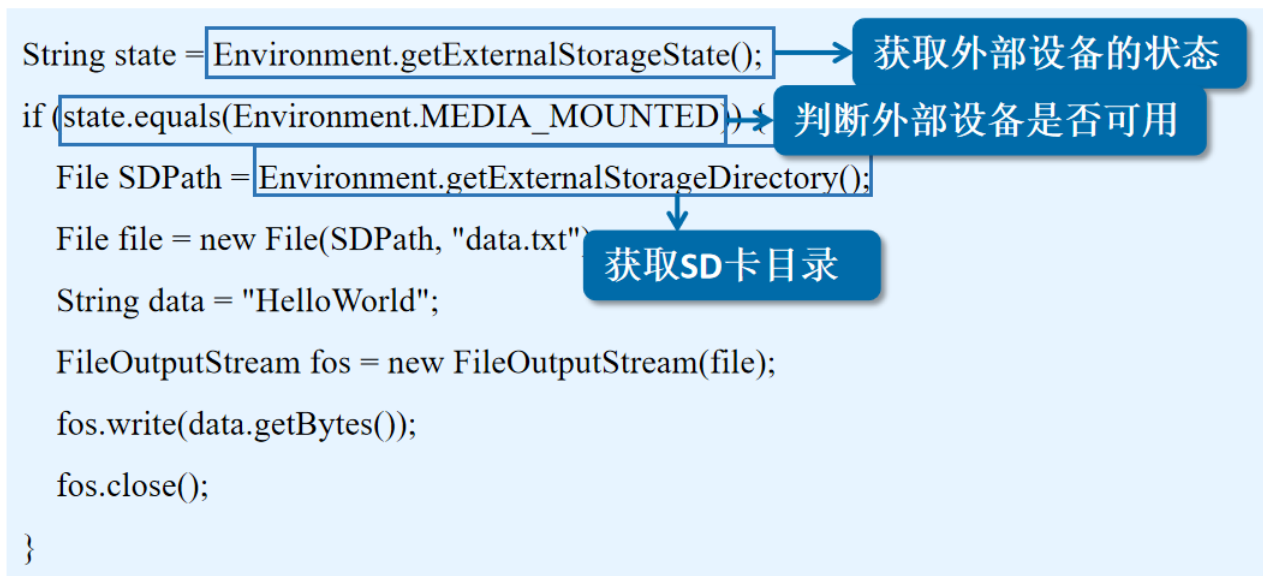 String state = Environment.getExternalStorageState();
获取外部设备的状态
if (state.equals(Environment.MEDIA_MOUNTED)) {
判断外部设备是否可用
File SDPath = Environment.getExternalStorageDirectory();
File file = new File(SDPath, "data.txt")
获取SD卡目录
String data = "HelloWorld";
FileOutputStream fos = new FileOutputStream(file);
fos.write(data.getBytes());
fos.close();
}